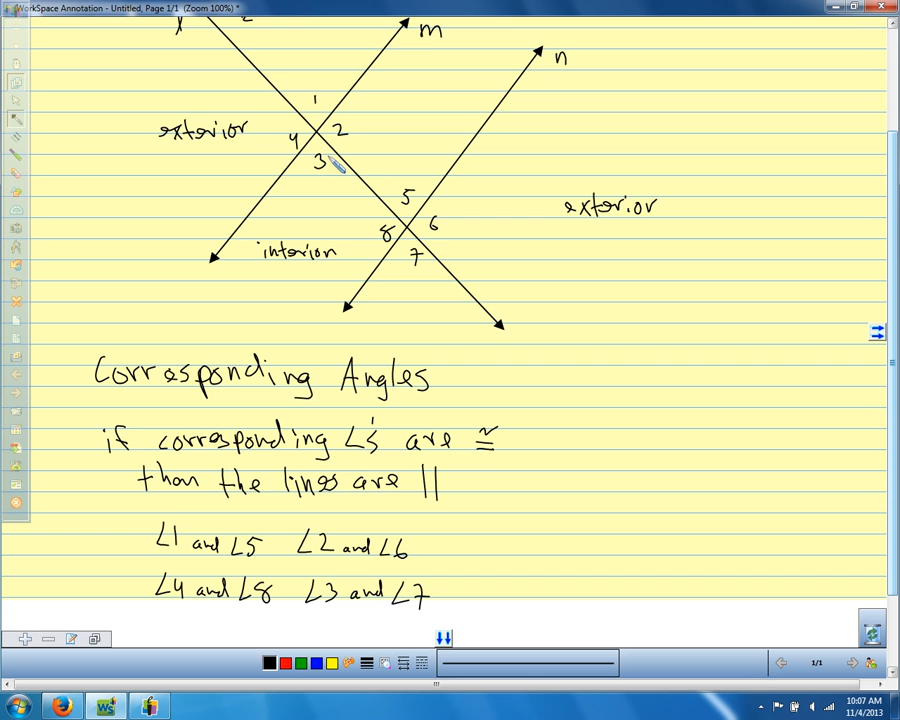 WorkSpace Annotation - Untitled, Page 1/1 (Zoom 100%) *
l
m
n
1
exterior
4
2
3
5
exterior
8
6
interion
7
Corresponding Angles
if corresponding ∠'s are ≅
than the lines are ||
∠1 and ∠5 ∠2 and ∠6
∠4 and ∠8 ∠3 and ∠7
1/1
10:07 AM
11/4/2013